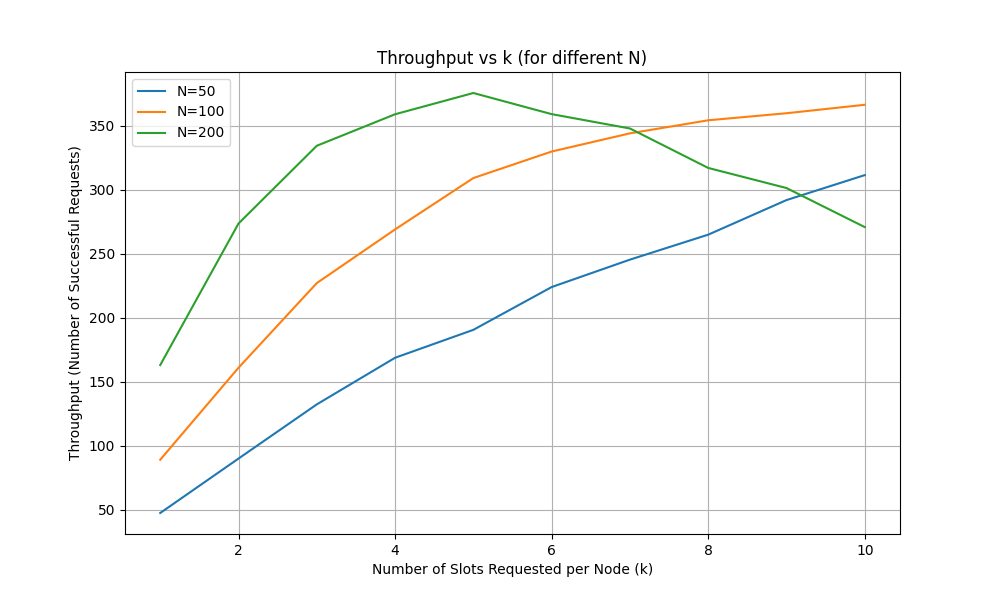 Throughput vs k (for different N)
N=50
N=100
N=200
Throughput (Number of Successful Requests)
350
300
250
200
150
100
50
2 4 6 8 10
Number of Slots Requested per Node (k)